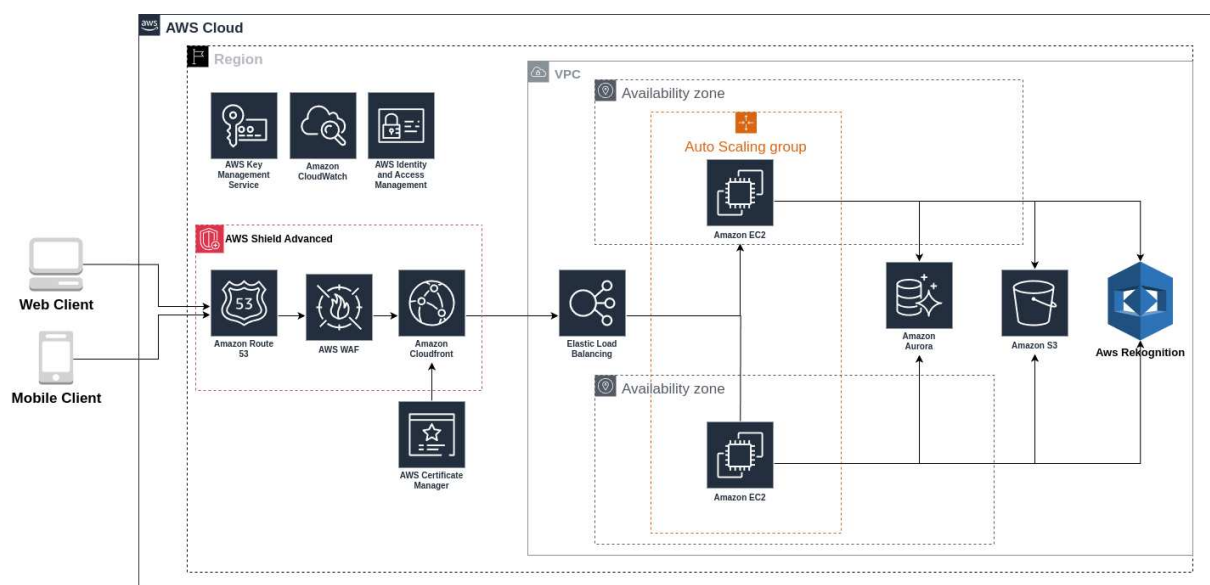 aws
AWS Cloud
Region
VPC
Availability zone
Auto Scaling group
AWS Key
Management
Service
Amazon
CloudWatch
AWS Identity
and Access
Management
Amazon EC2
AWS Shield Advanced
Web Client
Mobile Client
53
Amazon Route
53
AWS WAF
Amazon
Cloudfront
Elastic Load
Balancing
Amazon
Aurora
Amazon S3
Aws Rekognition
Availability zone
AWS Certificate
Manager
Amazon EC2